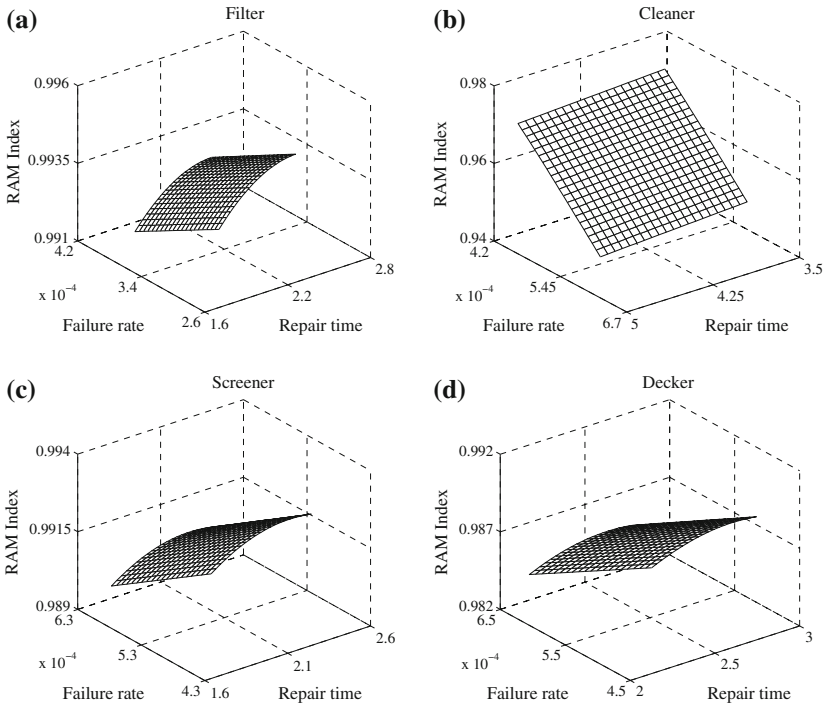 (a)
Filter
0.996
0.9935
0.991
RAM Index
4.2
x 10⁻⁴
3.4
2.6
Failure rate
1.6
2.2
2.8
Repair time
(b)
Cleaner
0.98
0.96
0.94
RAM Index
4.2
x 10⁻⁴
5.45
6.7
Failure rate
5
4.25
3.5
Repair time
(c)
Screener
0.994
0.9915
0.989
RAM Index
6.3
x 10⁻⁴
5.3
4.3
Failure rate
1.6
2.1
2.6
Repair time
(d)
Decker
0.992
0.987
0.982
RAM Index
6.5
x 10⁻⁴
5.5
4.5
Failure rate
2
2.5
3
Repair time